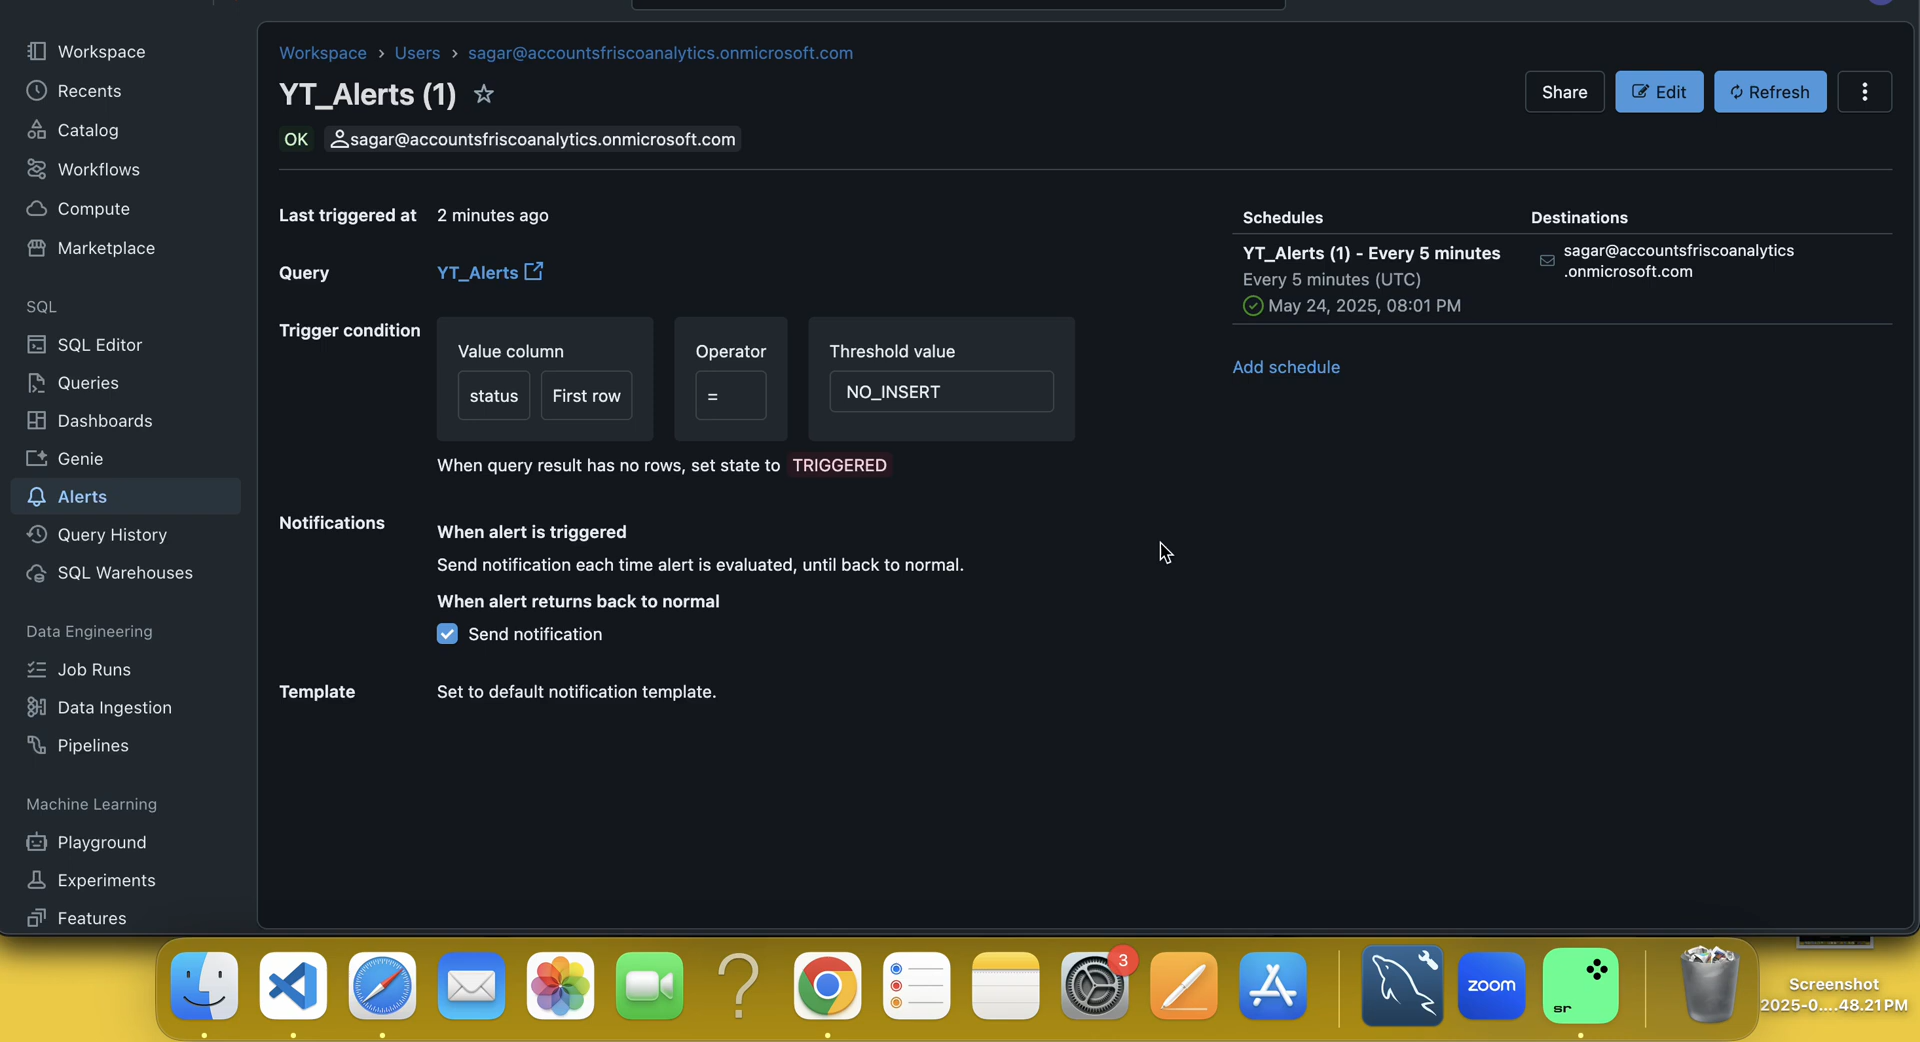 Workspace
Recents
Catalog
Workflows
Compute
Marketplace
SQL
SQL Editor
Queries
Dashboards
Genie
Alerts
Query History
SQL Warehouses
Data Engineering
Job Runs
Data Ingestion
Pipelines
Machine Learning
Playground
Experiments
Features
Workspace › Users › sagar@accountsfriscoanalytics.onmicrosoft.com
YT_Alerts (1)
Share
Edit
Refresh
OK sagar@accountsfriscoanalytics.onmicrosoft.com
Last triggered at 2 minutes ago
Query YT_Alerts
Trigger condition
Value column
status First row
Operator
=
Threshold value
NO_INSERT
When query result has no rows, set state to TRIGGERED
Notifications
When alert is triggered
Send notification each time alert is evaluated, until back to normal.
When alert returns back to normal
Send notification
Template Set to default notification template.
Schedules Destinations
YT_Alerts (1) - Every 5 minutes
Every 5 minutes (UTC)
May 24, 2025, 08:01 PM
sagar@accountsfriscoanalytics
.onmicrosoft.com
Add schedule
3
zoom
sr
Screenshot
2025-0....48.21PM